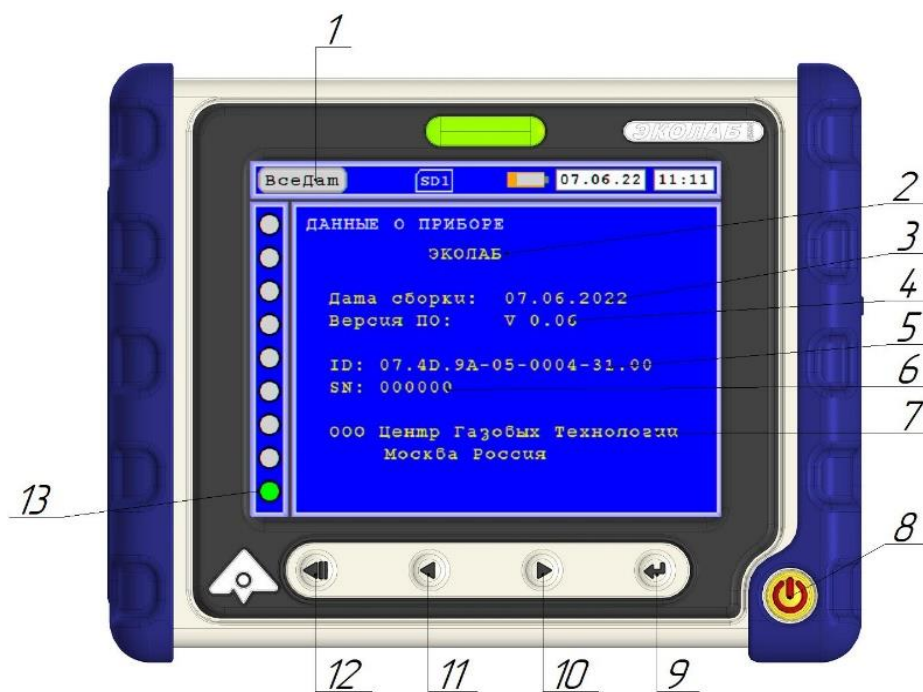 1
ЭКОЛАБ
ВсеДат SD1 07.06.22 11:11
2
ДАННЫЕ О ПРИБОРЕ
3
ЭКОЛАБ
4
Дата сборки: 07.06.2022
Версия ПО: V 0.06
5
ID: 07.4D.9A-05-0004-31.00
6
SN: 000000
7
ООО Центр Газовых Технологии
Москва Россия
13
8
12 11 10 9